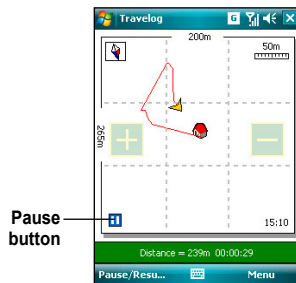 Travelog
G
200m
50m
265m
Pause
button
15:10
Distance = 239m 00:00:29
Pause/Resu...
Menu